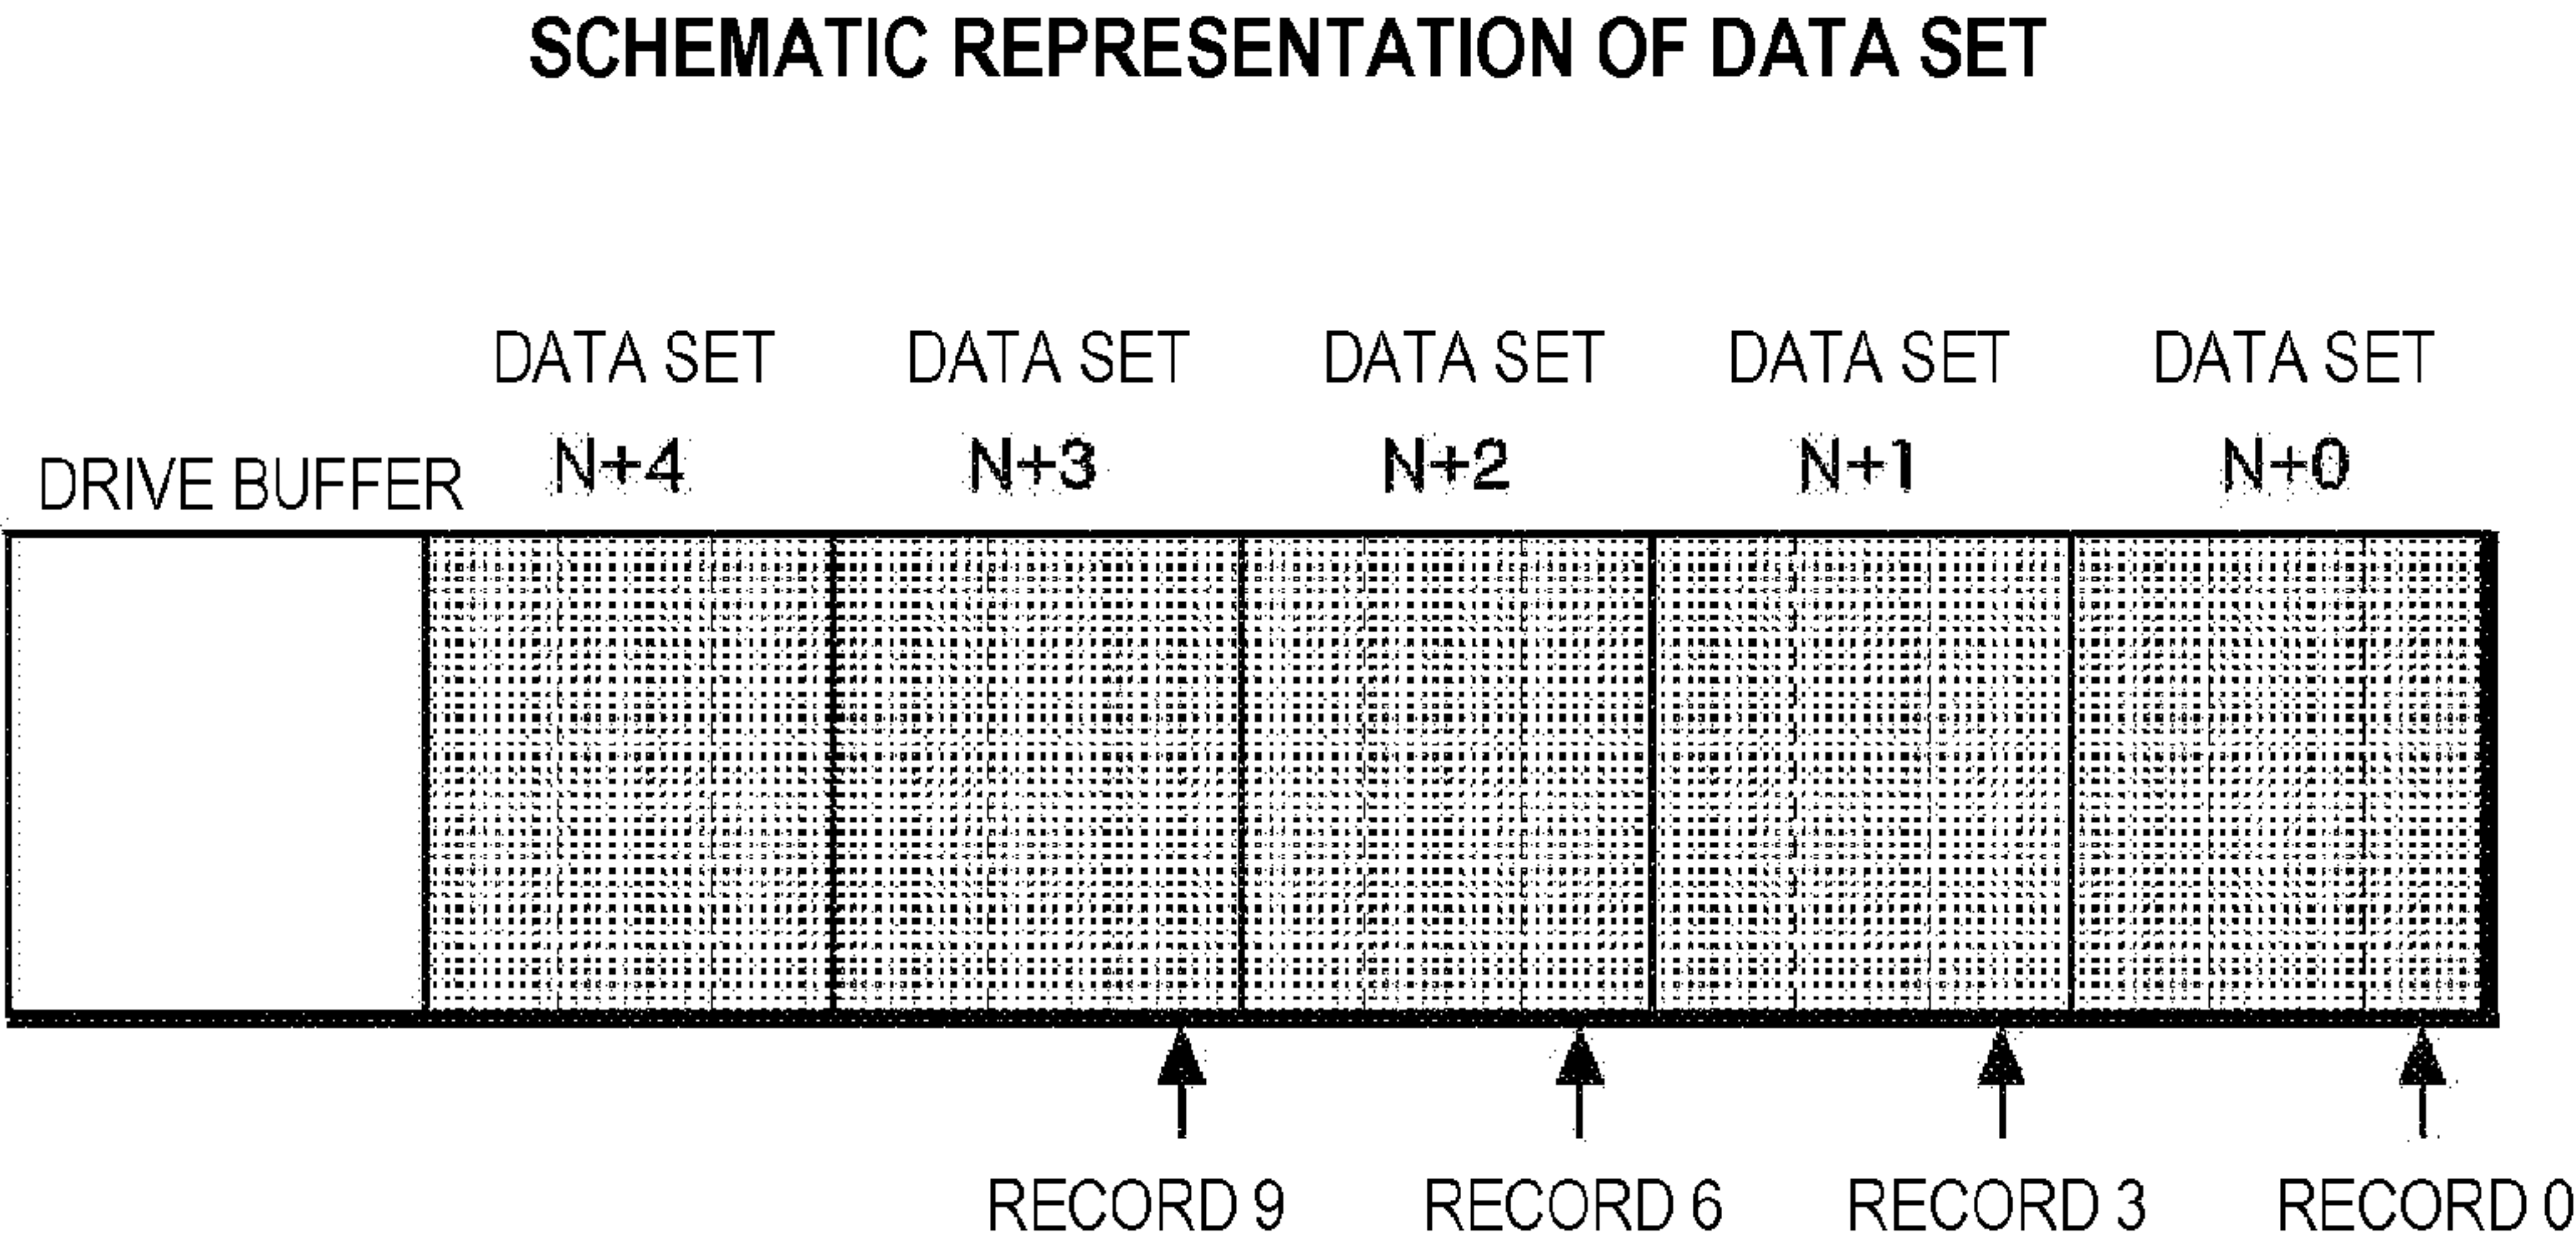 SCHEMATIC REPRESENTATION OF DATA SET
DATA SET DATA SET DATA SET DATA SET DATA SET
DRIVE BUFFER N+4 N+3 N+2 N+1 N+0
RECORD 9 RECORD 6 RECORD 3 RECORD 0